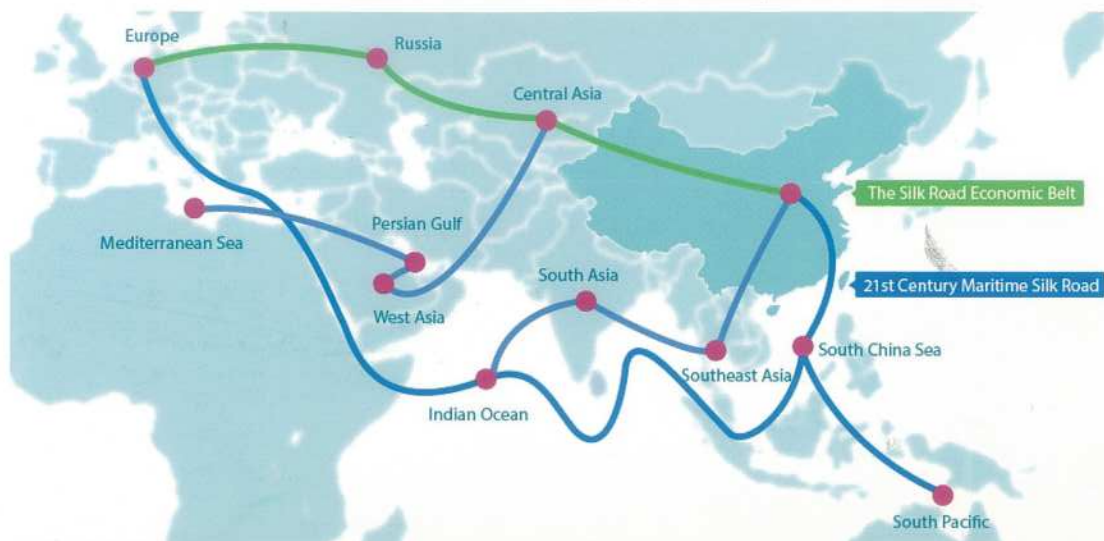 Europe
Russia
Central Asia
The Silk Road Economic Belt
Persian Gulf
Mediterranean Sea
South Asia
21st Century Maritime Silk Road
West Asia
South China Sea
Southeast Asia
Indian Ocean
South Pacific